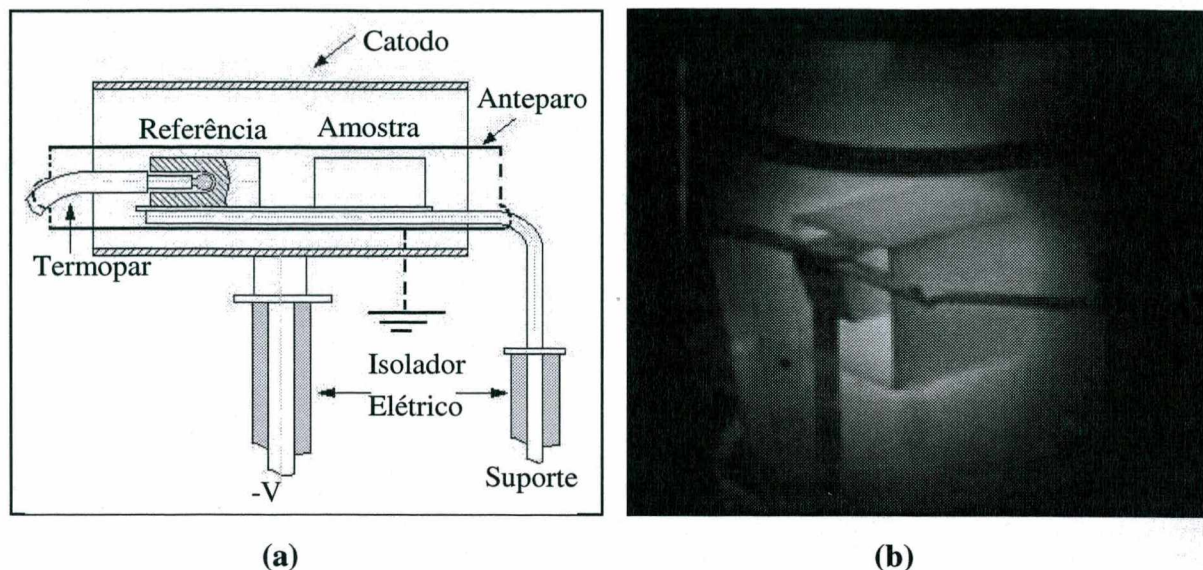 Catodo
Anteparo
Referência
Amostra
Termopar
Isolador
Elétrico
Suporte
-V
(a)
(b)